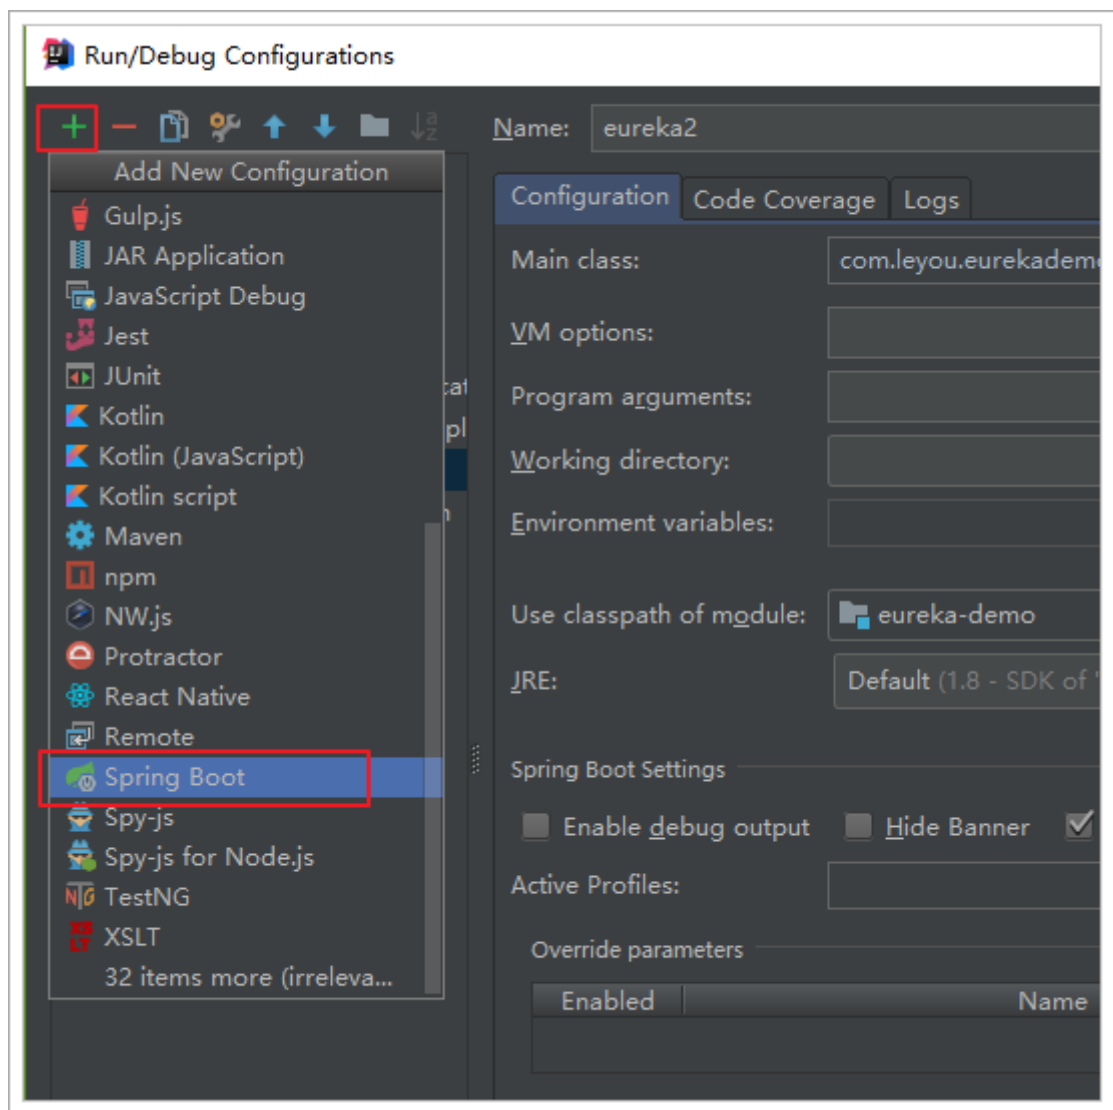 Run/Debug Configurations
Name: eureka2
Add New Configuration
Gulp.js
JAR Application
JavaScript Debug
Jest
JUnit
Kotlin
Kotlin (JavaScript)
Kotlin script
Maven
npm
NW.js
Protractor
React Native
Remote
Spring Boot
Spy-js
Spy-js for Node.js
TestNG
XSLT
32 items more (irreleva...
Configuration Code Coverage Logs
Main class: com.leyou.eurekademo
VM options:
Program arguments:
Working directory:
Environment variables:
Use classpath of module: eureka-demo
JRE: Default (1.8 - SDK of '
Spring Boot Settings
Enable debug output Hide Banner
Active Profiles:
Override parameters
Enabled Name